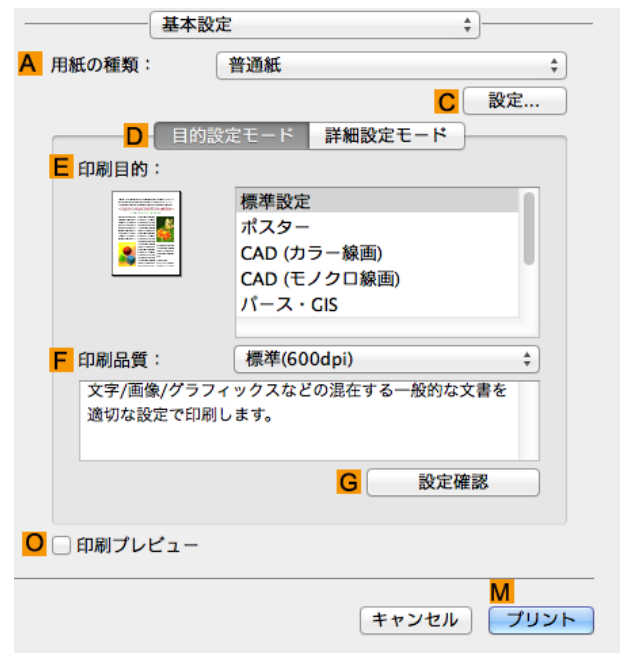 基本設定
A 用紙の種類： 普通紙
C 設定...
D 目的設定モード 詳細設定モード
E 印刷目的：
標準設定
ポスター
CAD (カラー線画)
CAD (モノクロ線画)
パース・GIS
F 印刷品質： 標準(600dpi)
文字/画像/グラフィックスなどの混在する一般的な文書を
適切な設定で印刷します。
G 設定確認
O 印刷プレビュー
M
キャンセル プリント